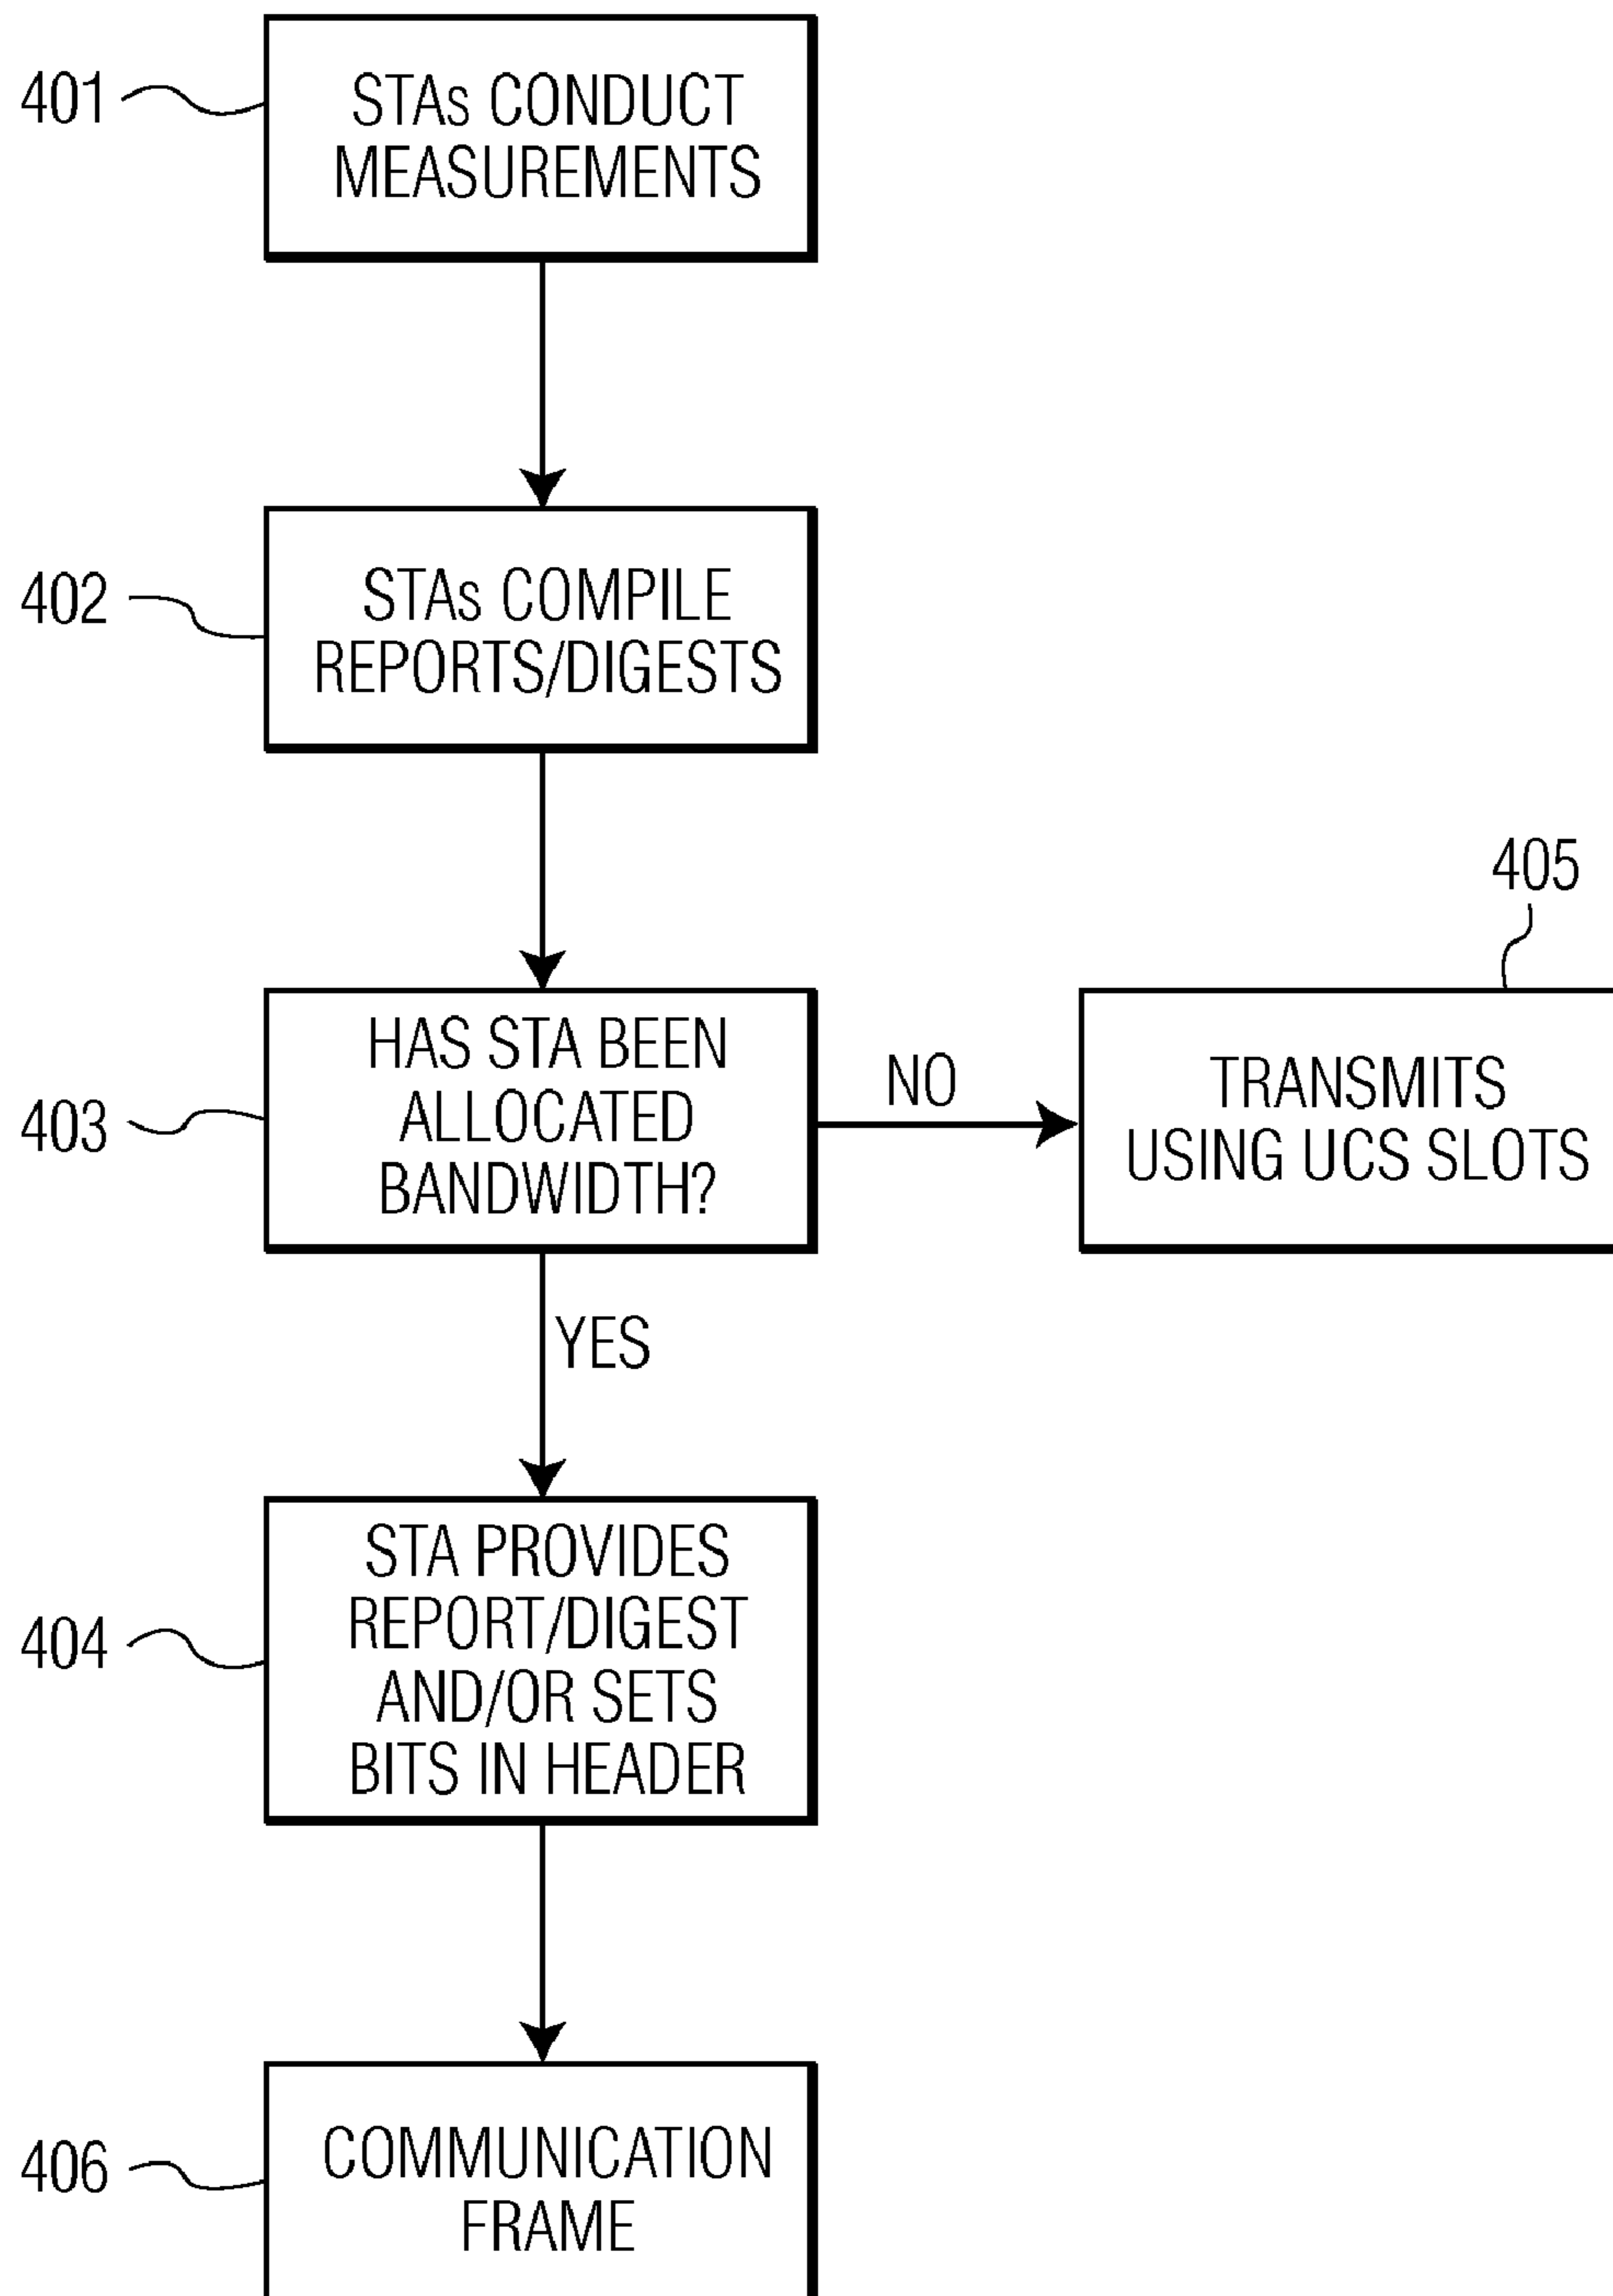 401
STAs CONDUCT
MEASUREMENTS
402
STAs COMPILE
REPORTS/DIGESTS
403
HAS STA BEEN
ALLOCATED
BANDWIDTH?
NO
405
TRANSMITS
USING UCS SLOTS
YES
404
STA PROVIDES
REPORT/DIGEST
AND/OR SETS
BITS IN HEADER
406
COMMUNICATION
FRAME